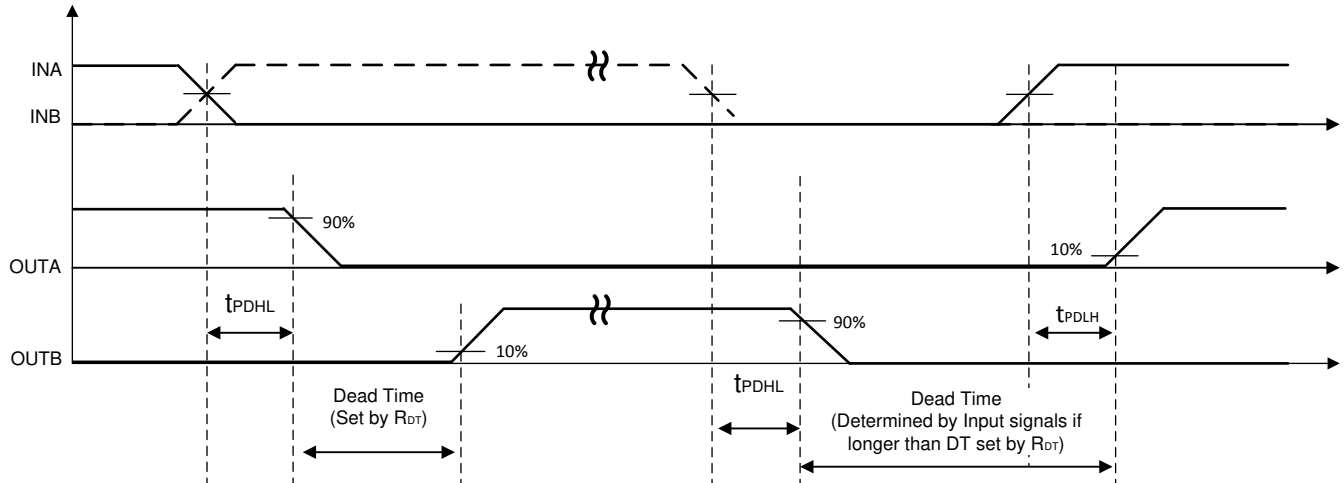 INA
INB
90%
10%
OUTA
tPDHL
90%
tPDLH
10%
OUTB
tPDHL
Dead Time
(Set by RDT)
Dead Time
(Determined by Input signals if
longer than DT set by RDT)